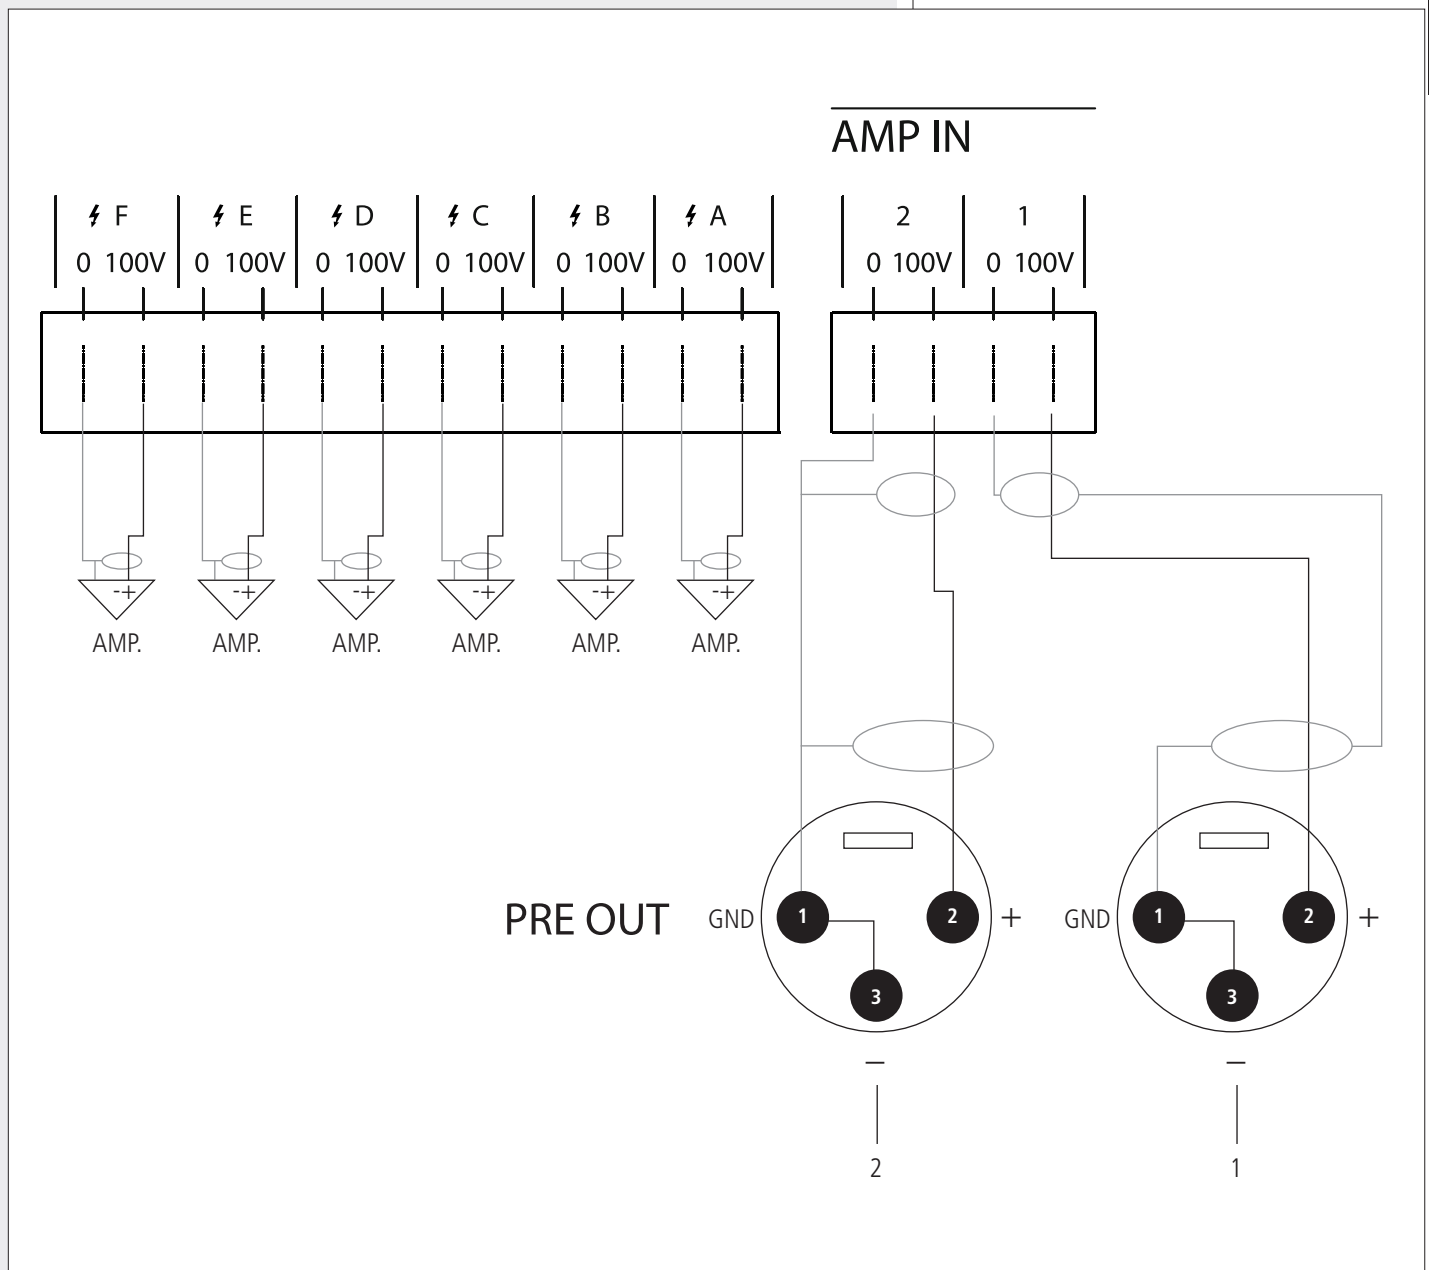 AMP IN
F E D C B A 2 1
0 100V 0 100V 0 100V 0 100V 0 100V 0 100V 0 100V 0 100V
-+ -+ -+ -+ -+ -+
AMP. AMP. AMP. AMP. AMP. AMP.
PRE OUT GND 1 2 + GND 1 2 +
3 3
– –
2 1